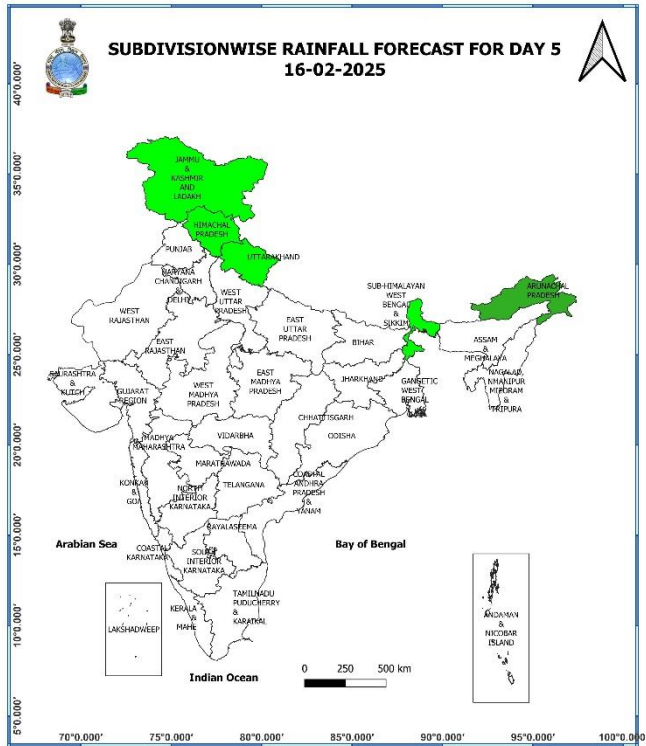 SUBDIVISIONWISE RAINFALL FORECAST FOR DAY 5
16-02-2025
40°0.000'
35°0.000'
30°0.000'
25°0.000'
20°0.000'
15°0.000'
10°0.000'
5°0.000'
JAMMU
&
KASHMIR
AND
LADAKH
HIMACHAL
PRADESH
PUNJAB
UTTARAKHAND
HARYANA
CHANDIGARH
&
DELHI
WEST
UTTAR
PRADESH
WEST
RAJASTHAN
EAST
RAJASTHAN
EAST
UTTAR
PRADESH
SUB-HIMALAYAN
WEST
BENGAL
&
SIKKIM
ARUNACHAL
PRADESH
BIHAR
ASSAM
&
MEGHALAYA
NAGALAD
NMANIPUR
MIZORAM
&
TRIPURA
SAURASHTRA
&
KUTCH
GUJARAT
REGION
WEST
MADHYA
PRADESH
EAST
MADHYA
PRADESH
JHARKHAND
GANGETIC
WEST
BENGAL
CHHATTISGARH
ODISHA
MADHYA
MAHARASHTRA
VIDARBHA
MARATHAWADA
KONKAN
&
GOA
NORTH
INTERIOR
KARNATAKA
TELANGANA
COASTAL
ANDHRA
PRADESH
&
YANAM
RAYALASEEMA
Arabian Sea
Bay of Bengal
COASTAL
KARNATAKA
SOUTH
INTERIOR
KARNATAKA
TAMILNADU
PUDUCHERRY
&
KARAIKAL
KERALA
&
MAHE
LAKSHADWEEP
ANDAMAN
&
NICOBAR
ISLAND
0 250 500 km
Indian Ocean
70°0.000' 75°0.000' 80°0.000' 85°0.000' 90°0.000' 95°0.000' 100°0.000'